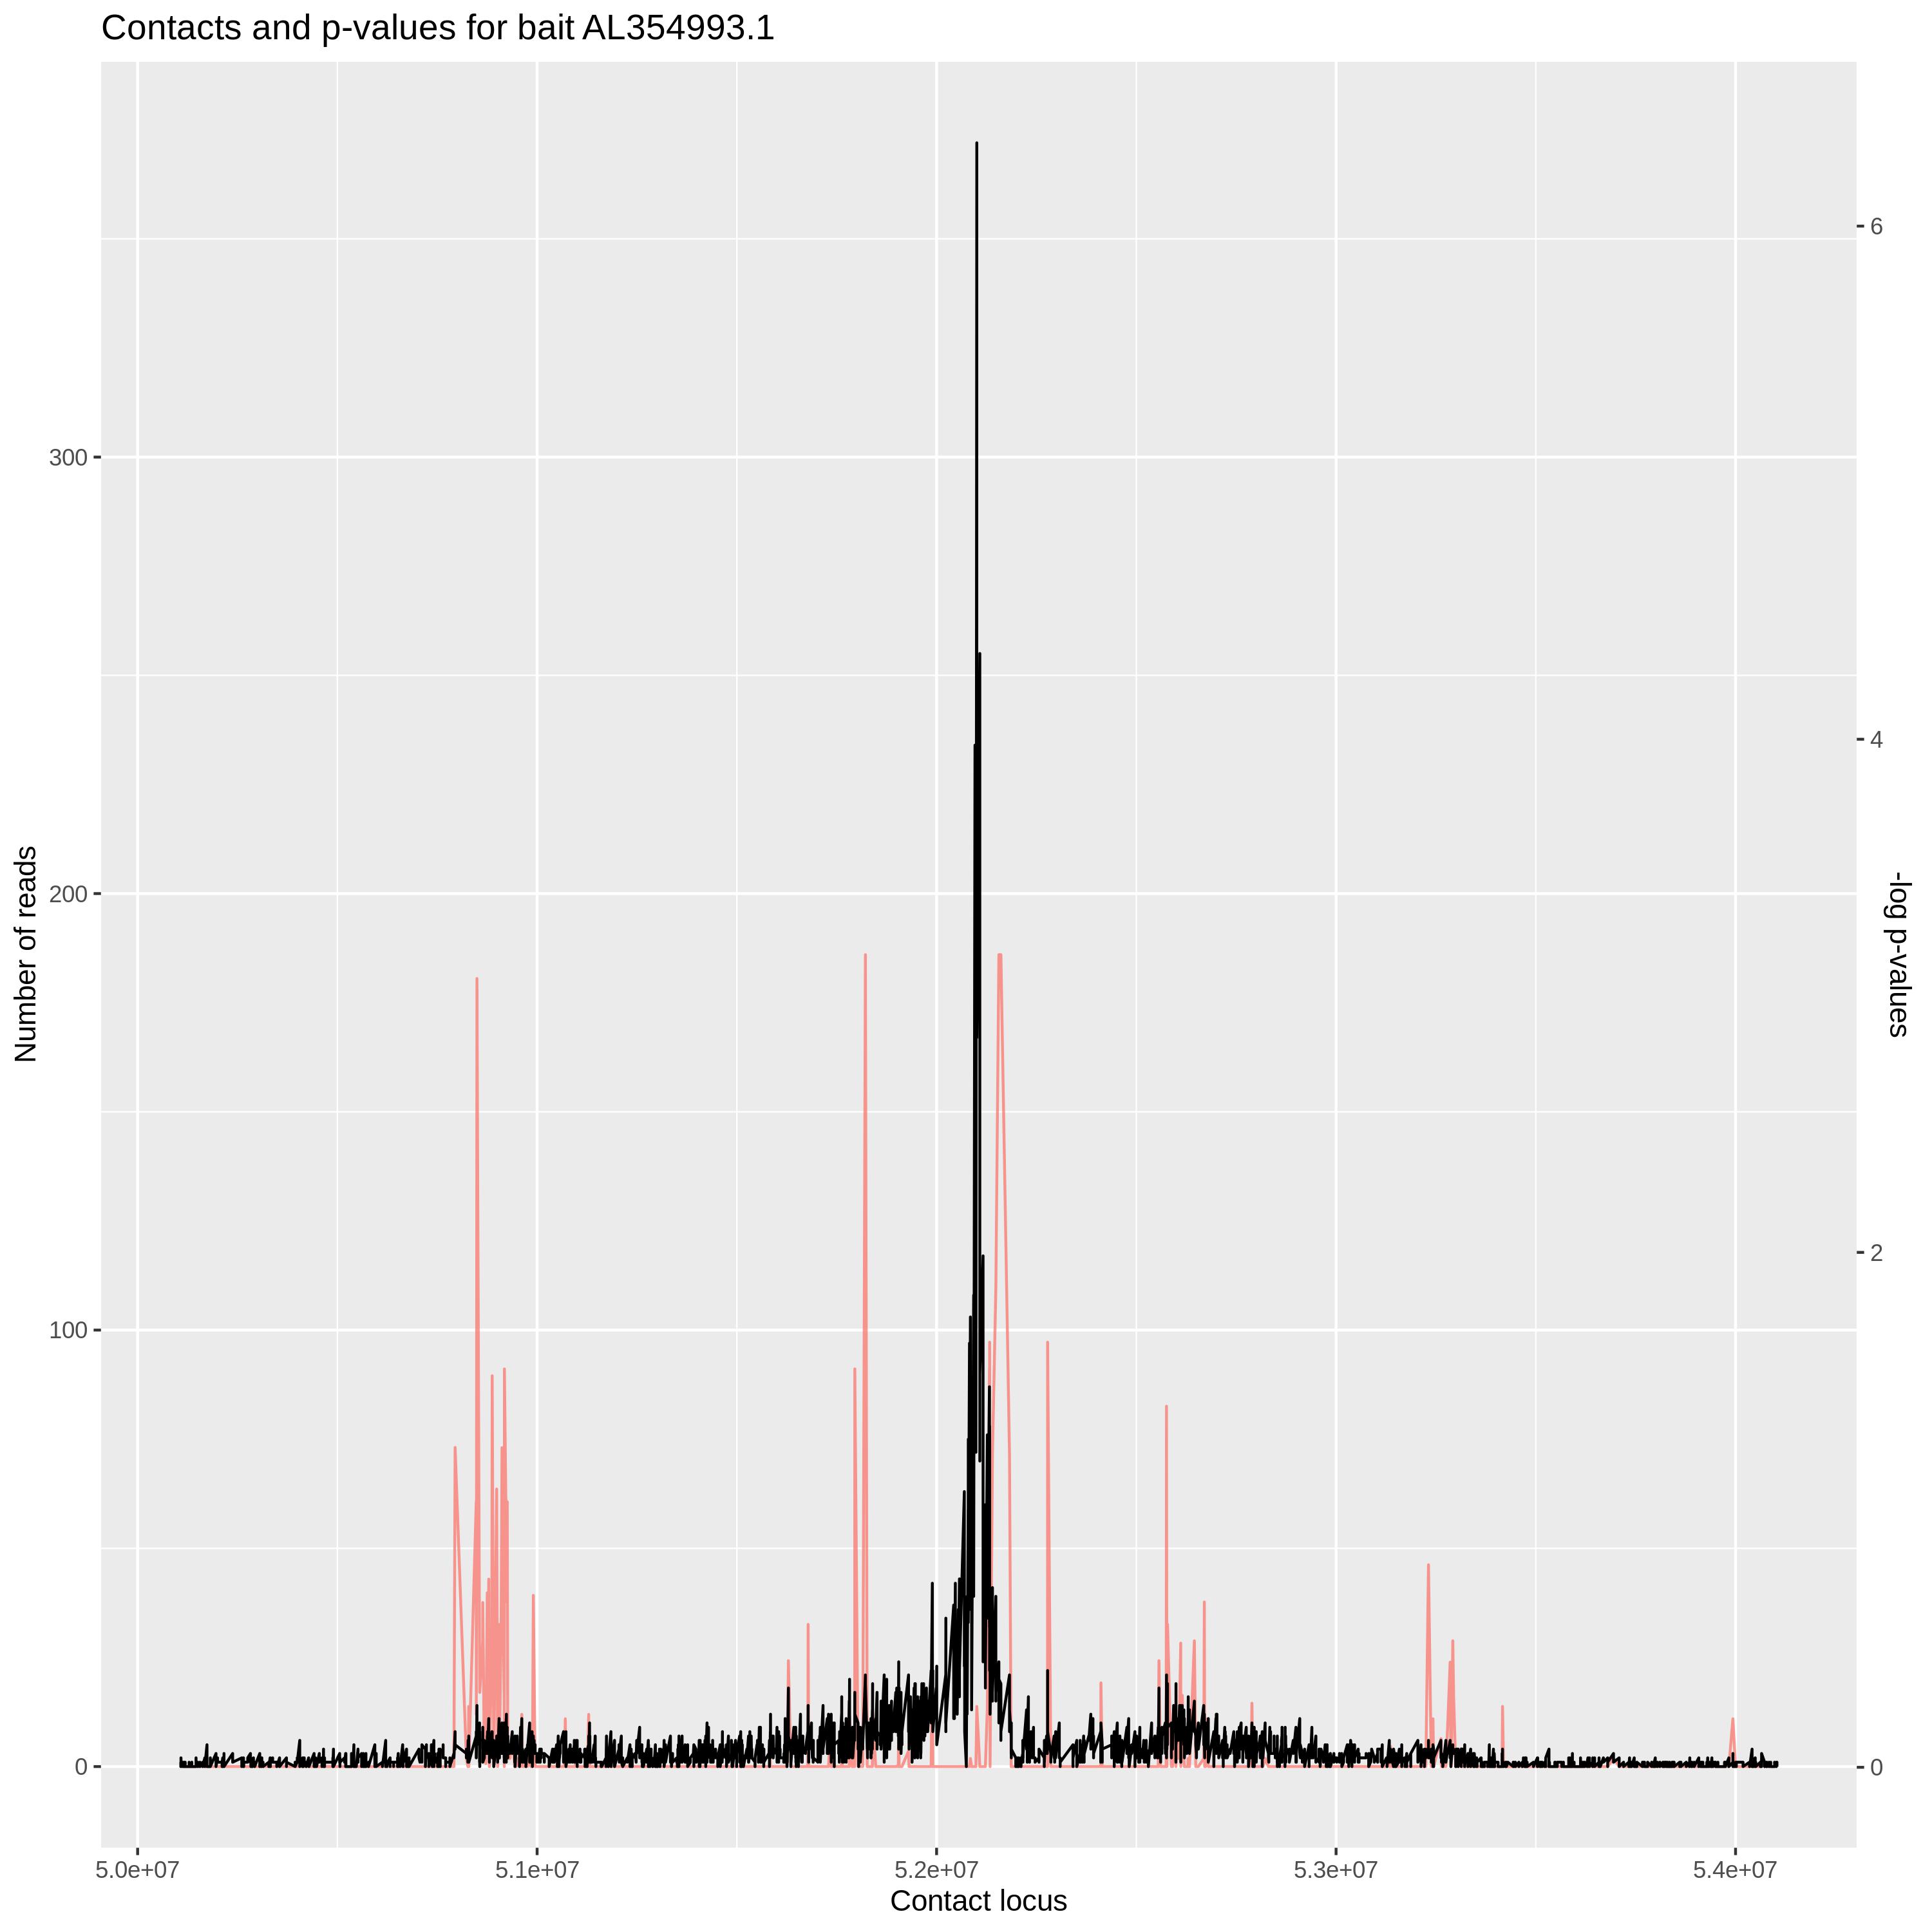 Contacts and p-values for bait AL354993.1
Number of reads
300
200
100
0
6
4
2
0
-log p-values
5.0e+07
5.1e+07
5.2e+07
5.3e+07
5.4e+07
Contact locus